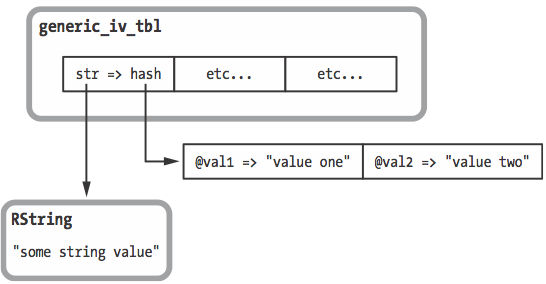 generic_iv_tbl
str => hash etc... etc...
@val1 => "value one" @val2 => "value two"
RString
"some string value"